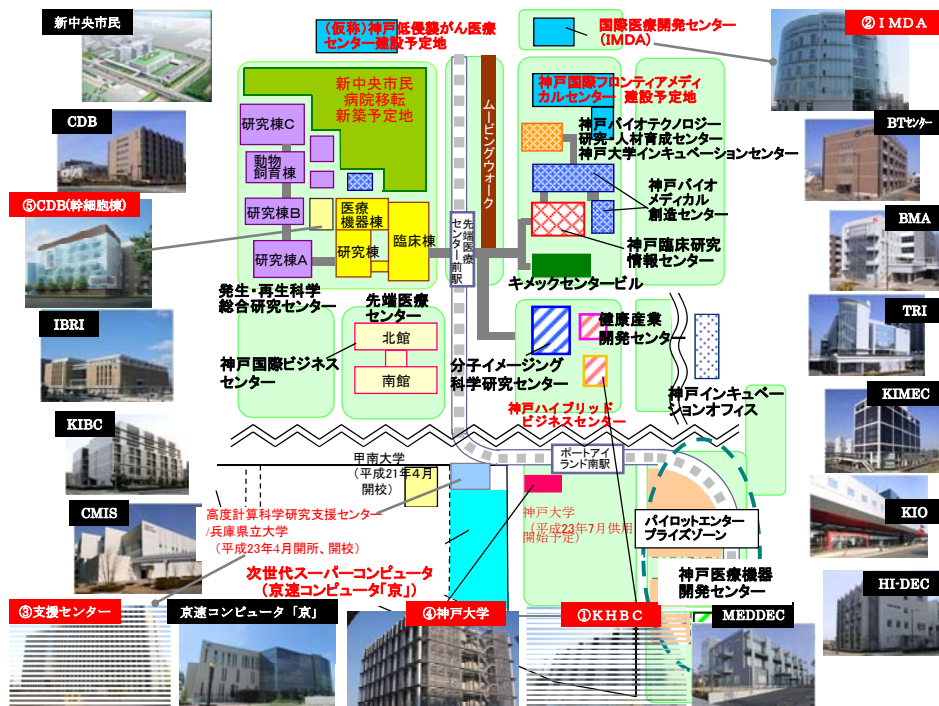 新中央市民
(仮称)神戸低侵襲がん医療
センター建設予定地
国際医療開発センター
(IMDA)
②IMDA
新中央市民
病院移転
新築予定地
ムービングウォーク
神戸国際フロンティアメディ
カルセンター 建設予定地
CDB
研究棟C
神戸バイオテクノロジー
研究・人材育成センター
神戸大学インキュベーションセンター
BTセンター
動物
飼育棟
神戸バイオ
メディカル
創造センター
⑤CDB(幹細胞棟)
研究棟B
医療
機器棟
BMA
研究棟A
研究棟
臨床棟
先端医療
センター前駅
神戸臨床研究
情報センター
キメックセンタービル
発生・再生科学
総合研究センター
先端医療
センター
IBRI
北館
健康産業
開発センター
TRI
神戸国際ビジネス
センター
南館
分子イメージング
科学研究センター
神戸インキュベー
ションオフィス
KIMEC
神戸ハイブリッド
ビジネスセンター
KIBC
甲南大学
(平成21年4月
開校)
ポートアイ
ランド南駅
CMIS
高度計算科学研究支援センター
/兵庫県立大学
(平成23年4月開所、開校)
神戸大学
(平成23年7月供用
開始予定)
パイロットエンター
プライズゾーン
KIO
次世代スーパーコンピュータ
(京速コンピュータ「京」)
神戸医療機器
開発センター
HI-DEC
③支援センター
京速コンピュータ「京」
④神戸大学
①KHBC
MEDDEC